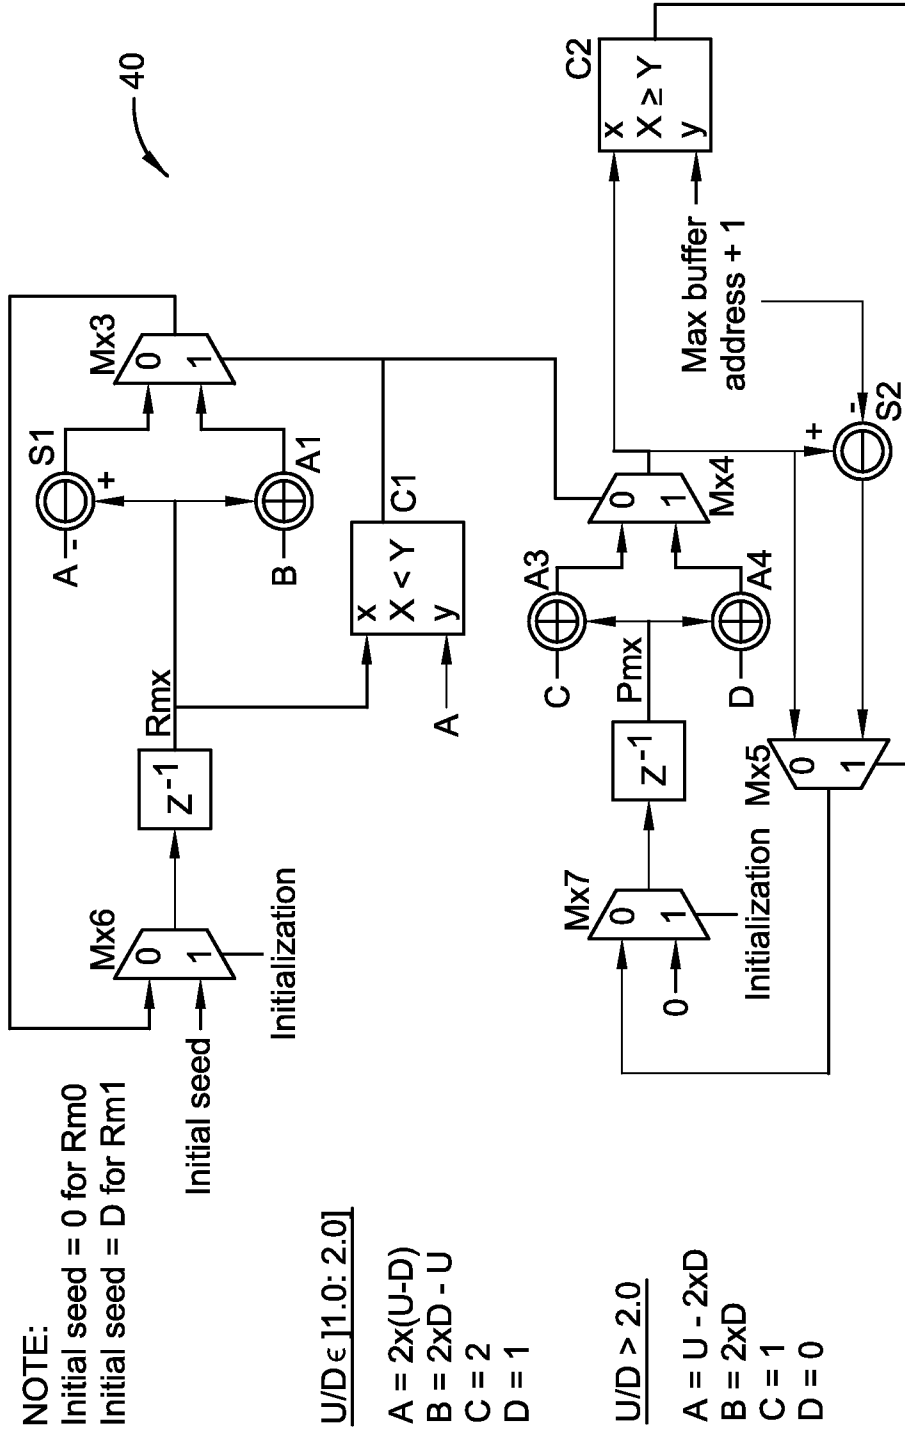 NOTE:
Initial seed = 0 for Rm0
Initial seed = D for Rm1
40
Mx6
0
1
Initial seed
Initialization
Z-1
Rmx
A
-
+
S1
B
A1
Mx3
0
1
A
x
X < Y
y
C1
U/D ϵ ]1.0: 2.0]
A = 2x(U-D)
B = 2xD - U
C = 2
D = 1
U/D > 2.0
A = U - 2xD
B = 2xD
C = 1
D = 0
Mx7
0
1
0
Initialization
Z-1
Pmx
C
A3
D
A4
0
1
Mx4
Mx5
0
1
+
-
S2
Max buffer
address + 1
C2
x
X ≥ Y
y